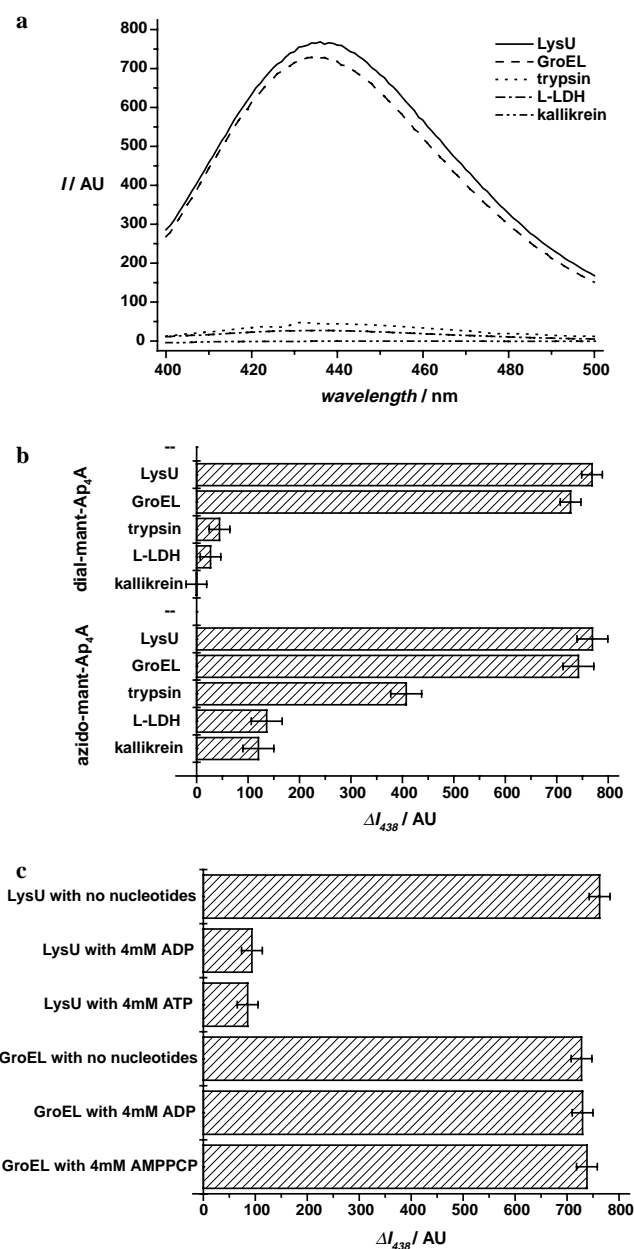 a
800
700
600
500
400
300
200
100
0
I / AU
LysU
GroEL
trypsin
L-LDH
kallikrein
400 420 440 460 480 500
wavelength / nm
b
--
LysU
GroEL
trypsin
L-LDH
kallikrein
dial-mant-Ap₄A
--
LysU
GroEL
trypsin
L-LDH
kallikrein
azido-mant-Ap₄A
0 100 200 300 400 500 600 700 800
ΔI₄₃₈ / AU
c
LysU with no nucleotides
LysU with 4mM ADP
LysU with 4mM ATP
GroEL with no nucleotides
GroEL with 4mM ADP
GroEL with 4mM AMPPCP
0 100 200 300 400 500 600 700 800
ΔI₄₃₈ / AU